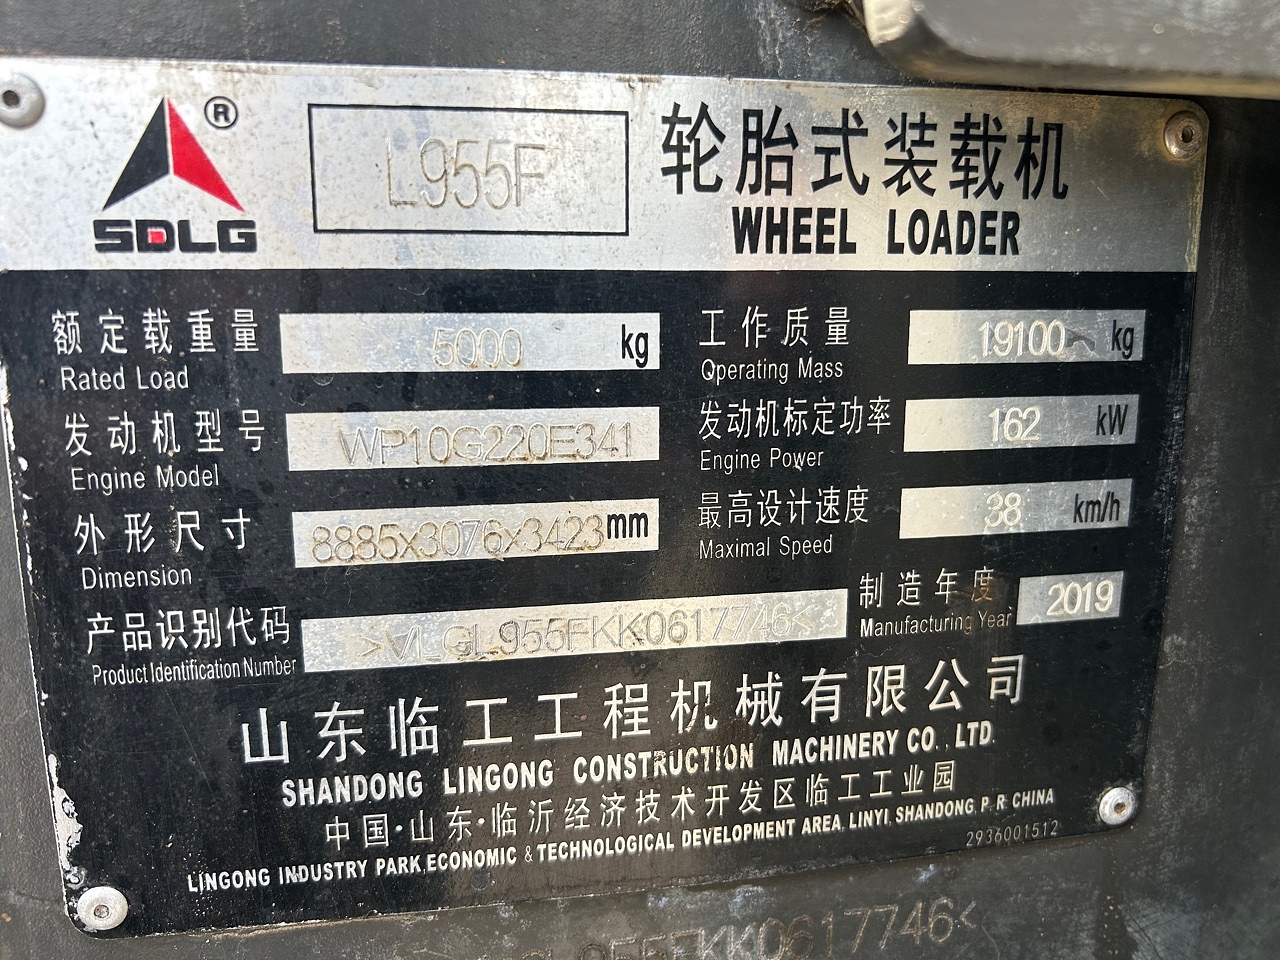 SDLG ®
L955F
轮胎式装载机
WHEEL LOADER
额定载重量 5000 kg
Rated Load
工作质量 19100 kg
Operating Mass
发动机型号 WP10G220E341
Engine Model
发动机标定功率 162 kW
Engine Power
外形尺寸 8885x3076x3423mm
Dimension
最高设计速度 38 km/h
Maximal Speed
产品识别代码 >VLGL955FKK0617746<
Product Identification Number
制造年度 2019
Manufacturing Year
山东临工工程机械有限公司
SHANDONG LINGONG CONSTRUCTION MACHINERY CO.,LTD.
中国·山东·临沂经济技术开发区临工工业园
LINGONG INDUSTRY PARK,ECONOMIC & TECHNOLOGICAL DEVELOPMENT AREA, LINYI, SHANDONG, P. R. CHINA
2936001512
GL955FKK0617746<